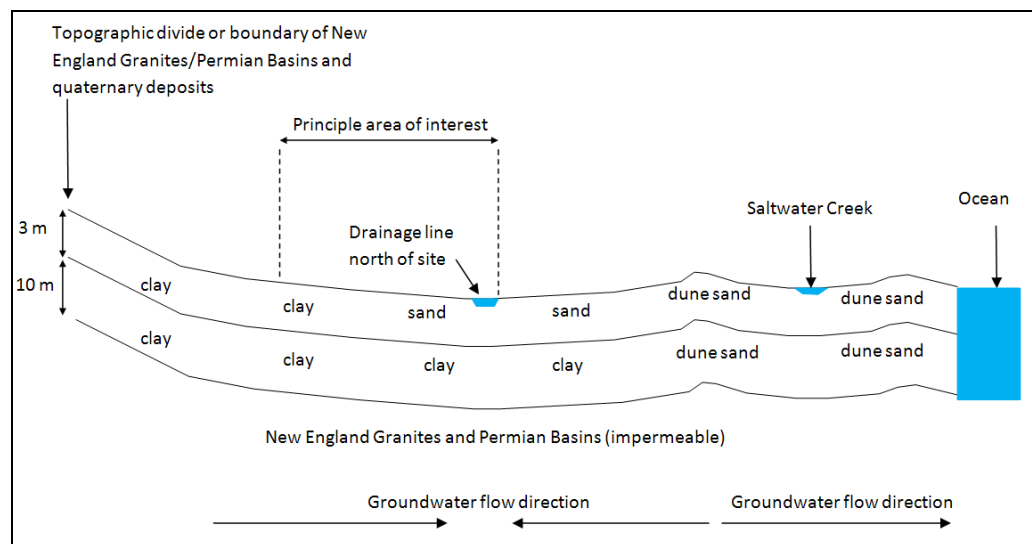 Topographic divide or boundary of New
England Granites/Permian Basins and
quaternary deposits
Principle area of interest
Saltwater Creek
Ocean
3 m
Drainage line
north of site
10 m
clay
clay
sand
sand
dune sand
dune sand
clay
clay
clay
clay
dune sand
dune sand
New England Granites and Permian Basins (impermeable)
Groundwater flow direction
Groundwater flow direction